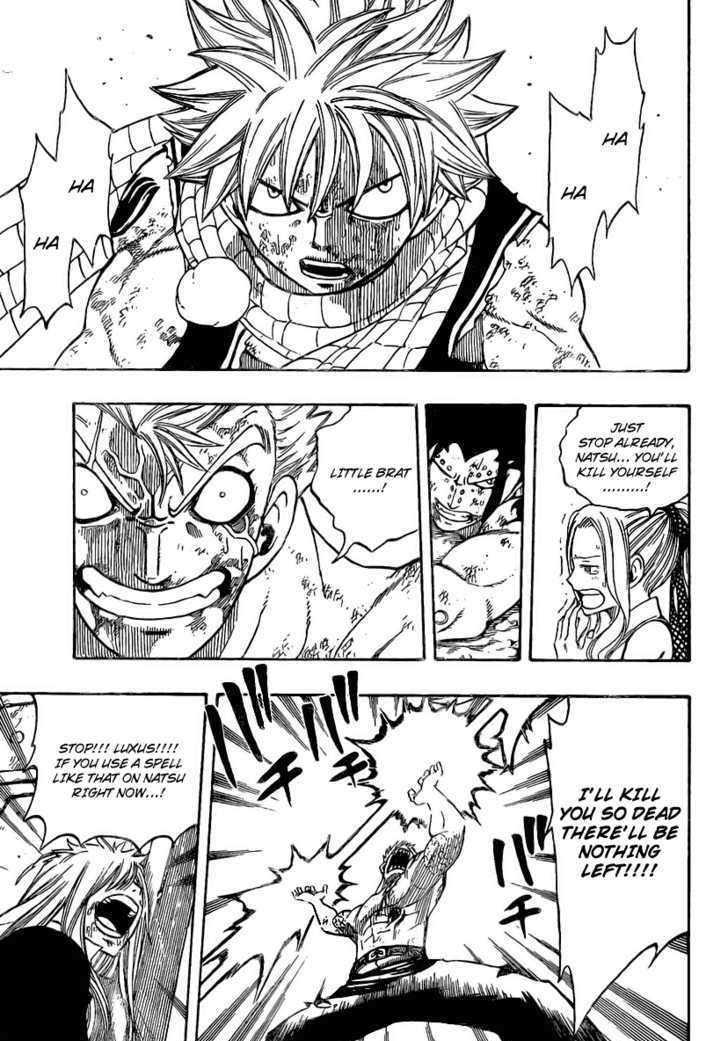 HA
HA
HA
HA
JUST
STOP ALREADY,
NATSU... YOU'LL
KILL YOURSELF
..........!
LITTLE BRAT
.......!
I'LL KILL
YOU SO DEAD
THERE'LL BE
NOTHING
LEFT!!!!
バチ
バチ
バチ
STOP!!! LUXUS!!!!
IF YOU USE A SPELL
LIKE THAT ON NATSU
RIGHT NOW...!